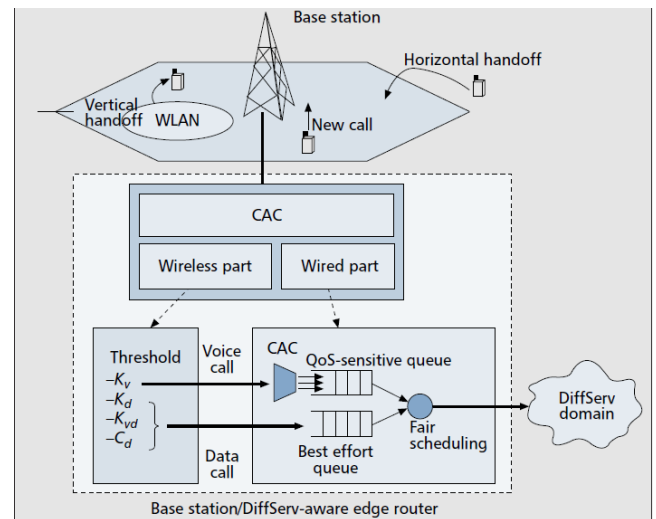 Base station
Horizontal handoff
Vertical
handoff
WLAN
New call
CAC
Wireless part
Wired part
Threshold
–Kv
–Kd
–Kvd
–Cd
Voice
call
Data
call
CAC
QoS-sensitive queue
Best effort
queue
Fair
scheduling
DiffServ
domain
Base station/DiffServ-aware edge router